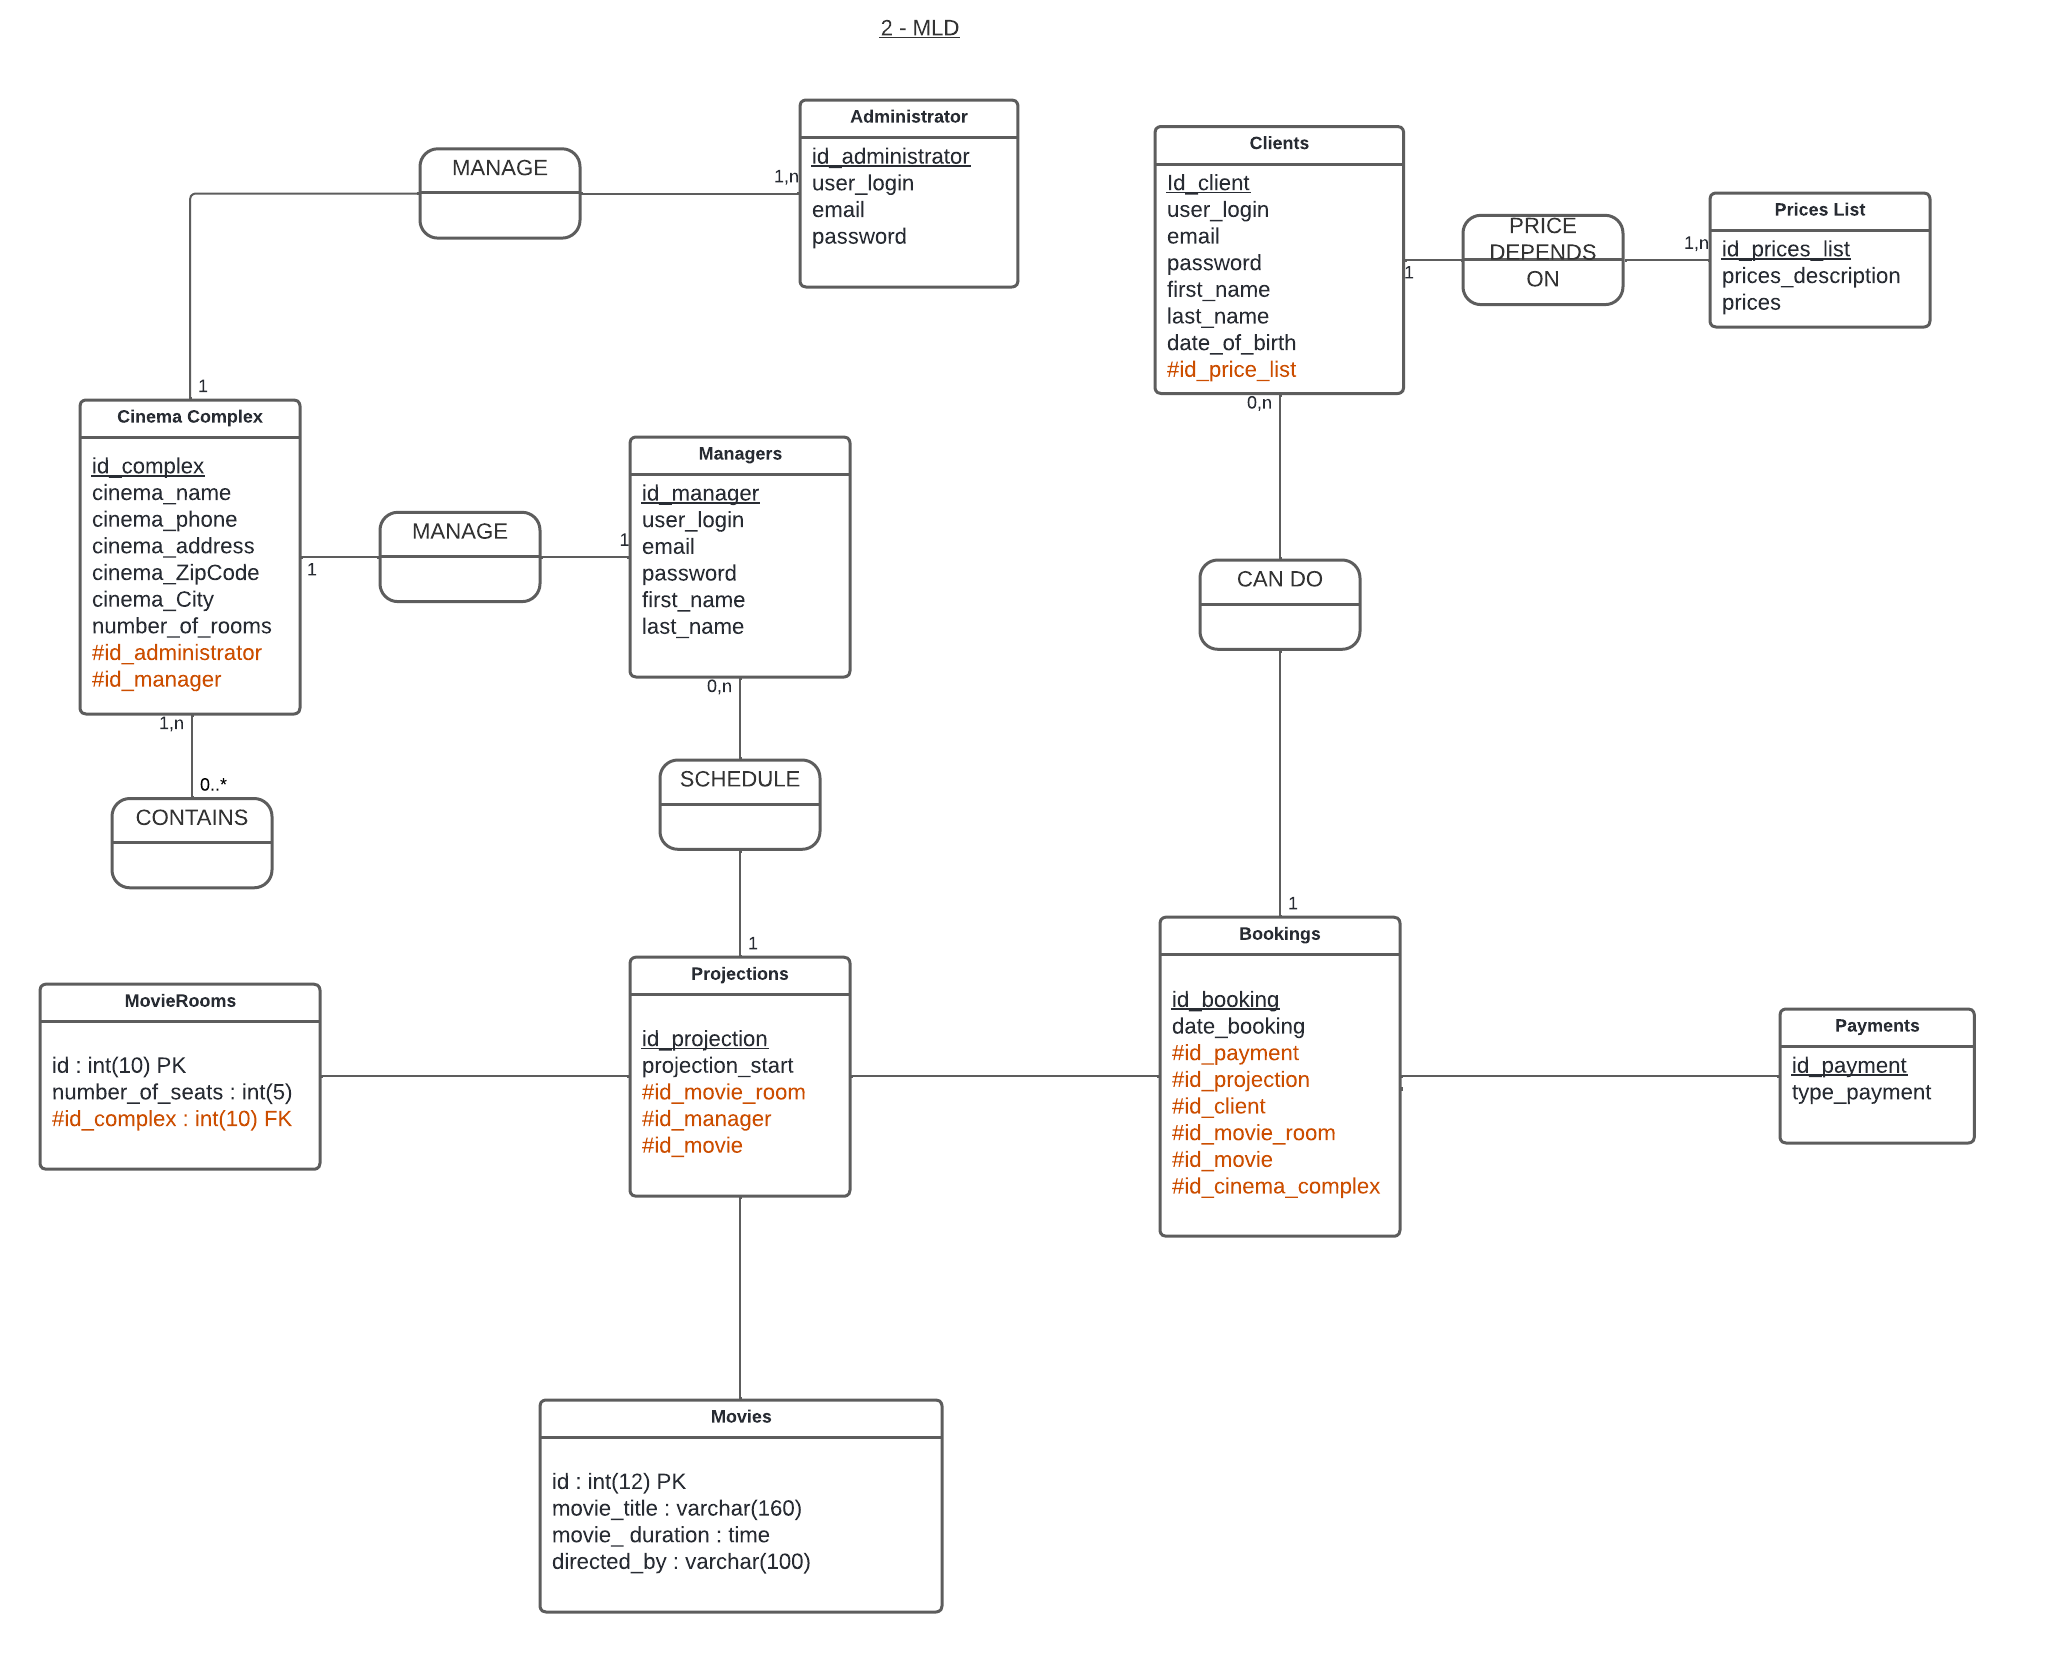 2 - MLD
Administrator
id_administrator
user_login
email
password
MANAGE
1,n
1
Clients
Id_client
user_login
email
password
first_name
last_name
date_of_birth
#id_price_list
PRICE
DEPENDS
ON
1
1,n
Prices List
id_prices_list
prices_description
prices
0,n
Cinema Complex
id_complex
cinema_name
cinema_phone
cinema_address
cinema_ZipCode
cinema_City
number_of_rooms
#id_administrator
#id_manager
MANAGE
1
1
Managers
id_manager
user_login
email
password
first_name
last_name
0,n
CAN DO
1,n
0..*
CONTAINS
SCHEDULE
1
1
MovieRooms
id : int(10) PK
number_of_seats : int(5)
#id_complex : int(10) FK
Projections
id_projection
projection_start
#id_movie_room
#id_manager
#id_movie
Bookings
id_booking
date_booking
#id_payment
#id_projection
#id_client
#id_movie_room
#id_movie
#id_cinema_complex
Payments
id_payment
type_payment
Movies
id : int(12) PK
movie_title : varchar(160)
movie_ duration : time
directed_by : varchar(100)